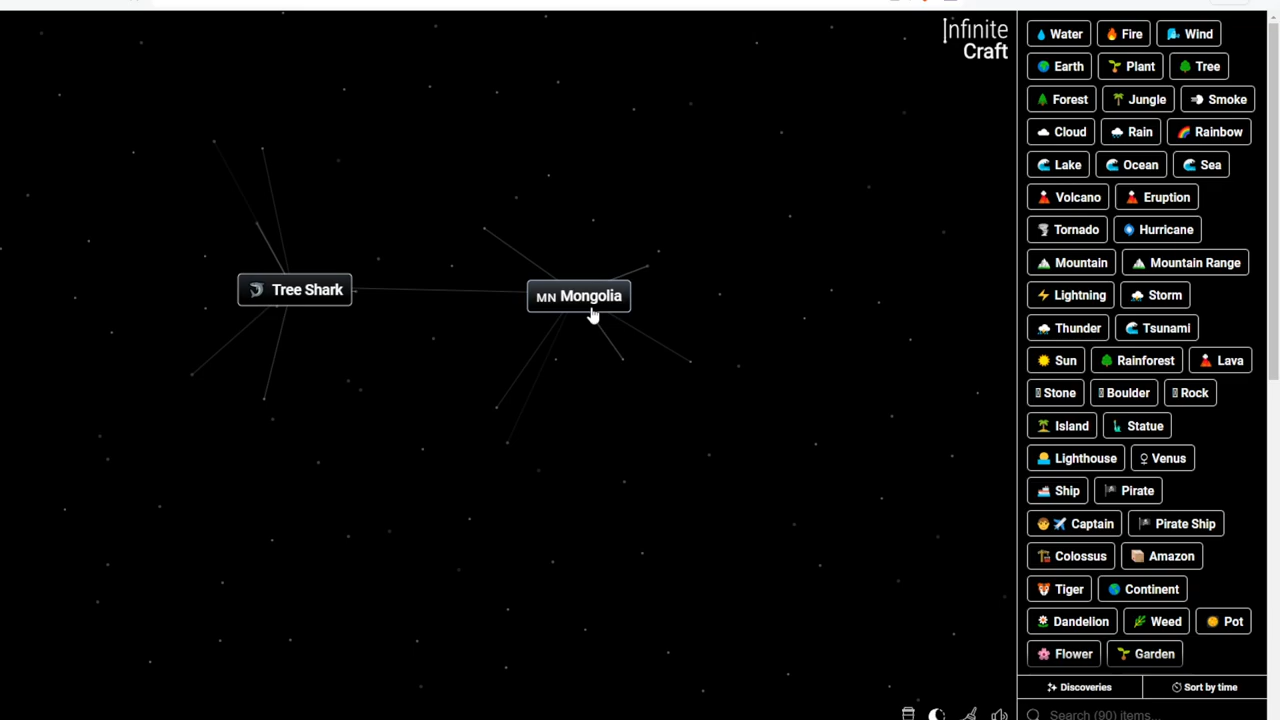 Infinite
Craft
Tree Shark
MN Mongolia
Water Fire Wind
Earth Plant Tree
Forest Jungle Smoke
Cloud Rain Rainbow
Lake Ocean Sea
Volcano Eruption
Tornado Hurricane
Mountain Mountain Range
Lightning Storm
Thunder Tsunami
Sun Rainforest Lava
Stone Boulder Rock
Island Statue
Lighthouse Venus
Ship Pirate
Captain Pirate Ship
Colossus Amazon
Tiger Continent
Dandelion Weed Pot
Flower Garden
Discoveries Sort by time
Search (90) items...